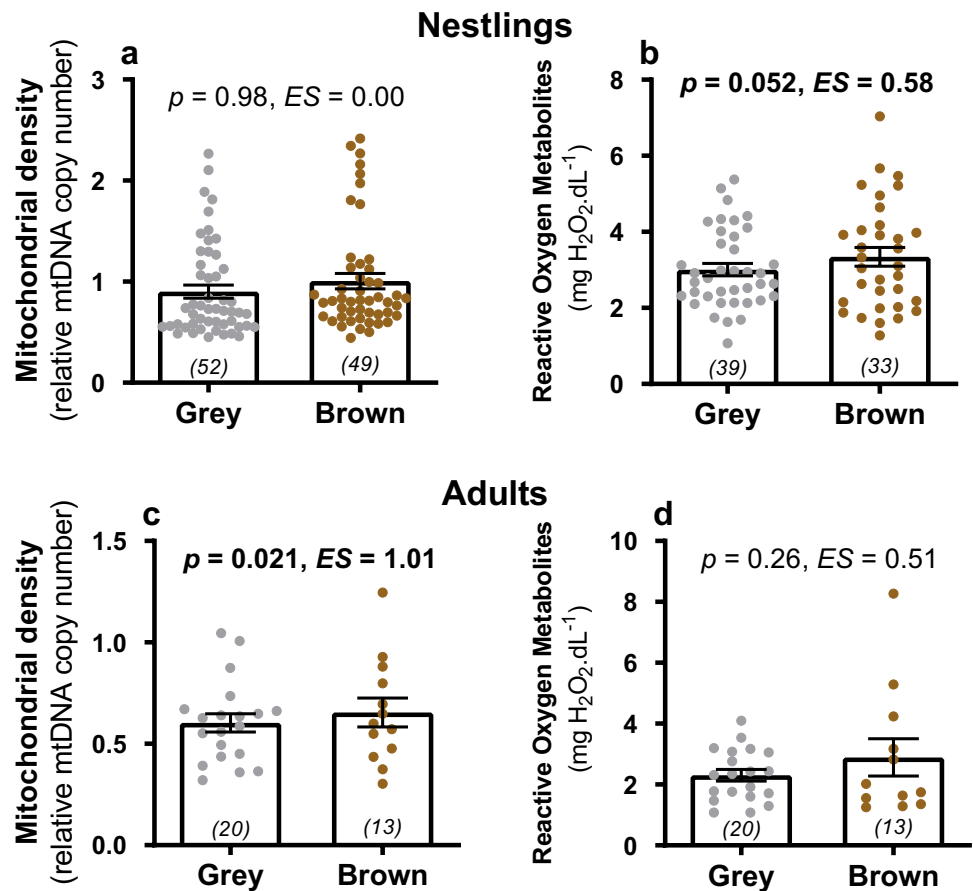 Nestlings
a
p = 0.98, ES = 0.00
Mitochondrial density
(relative mtDNA copy number)
3
2
1
0
(52)
(49)
Grey
Brown
b
p = 0.052, ES = 0.58
Reactive Oxygen Metabolites
(mg H₂O₂.dL⁻¹)
8
6
4
2
0
(39)
(33)
Grey
Brown
Adults
c
p = 0.021, ES = 1.01
Mitochondrial density
(relative mtDNA copy number)
1.5
1.0
0.5
0.0
(20)
(13)
Grey
Brown
d
p = 0.26, ES = 0.51
Reactive Oxygen Metabolites
(mg H₂O₂.dL⁻¹)
10
8
6
4
2
0
(20)
(13)
Grey
Brown